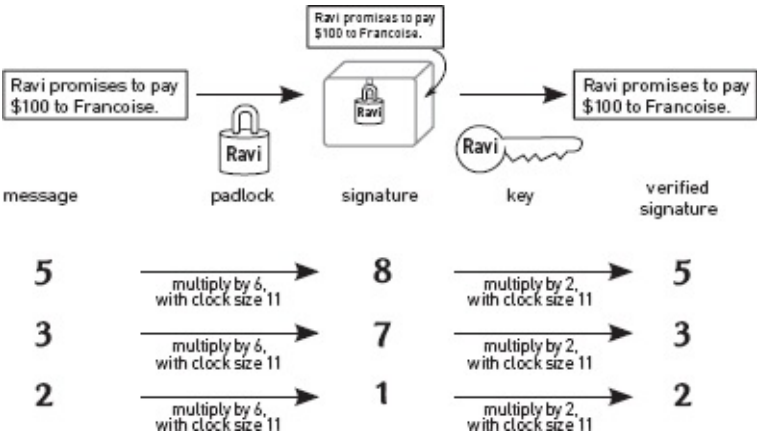 Ravi promises to pay
$100 to Francoise.
Ravi promises to pay
$100 to Francoise.
Ravi promises to pay
$100 to Francoise.
Ravi
Ravi
Ravi
message
padlock
signature
key
verified
signature
5
multiply by 6,
with clock size 11
8
multiply by 2,
with clock size 11
5
3
multiply by 6,
with clock size 11
7
multiply by 2,
with clock size 11
3
2
multiply by 6,
with clock size 11
1
multiply by 2,
with clock size 11
2